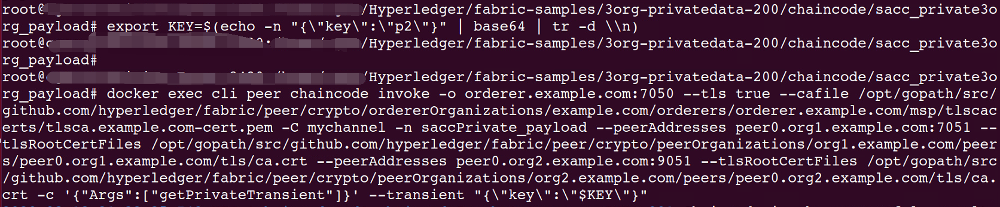 root@ /Hyperledger/fabric-samples/3org-privatedata-200/chaincode/sacc_private3o
rg_payload# export KEY=$(echo -n "{\"key\":\"p2\"}" | base64 | tr -d \\n)
root@ /Hyperledger/fabric-samples/3org-privatedata-200/chaincode/sacc_private3o
rg_payload#
root@ /Hyperledger/fabric-samples/3org-privatedata-200/chaincode/sacc_private3o
rg_payload# docker exec cli peer chaincode invoke -o orderer.example.com:7050 --tls true --cafile /opt/gopath/src/
github.com/hyperledger/fabric/peer/crypto/ordererOrganizations/example.com/orderers/orderer.example.com/msp/tlscac
erts/tlsca.example.com-cert.pem -C mychannel -n saccPrivate_payload --peerAddresses peer0.org1.example.com:7051 --
tlsRootCertFiles /opt/gopath/src/github.com/hyperledger/fabric/peer/crypto/peerOrganizations/org1.example.com/peer
s/peer0.org1.example.com/tls/ca.crt --peerAddresses peer0.org2.example.com:9051 --tlsRootCertFiles /opt/gopath/src
/github.com/hyperledger/fabric/peer/crypto/peerOrganizations/org2.example.com/peers/peer0.org2.example.com/tls/ca.
crt -c '{"Args":["getPrivateTransient"]}' --transient "{\"key\":\"$KEY\"}"